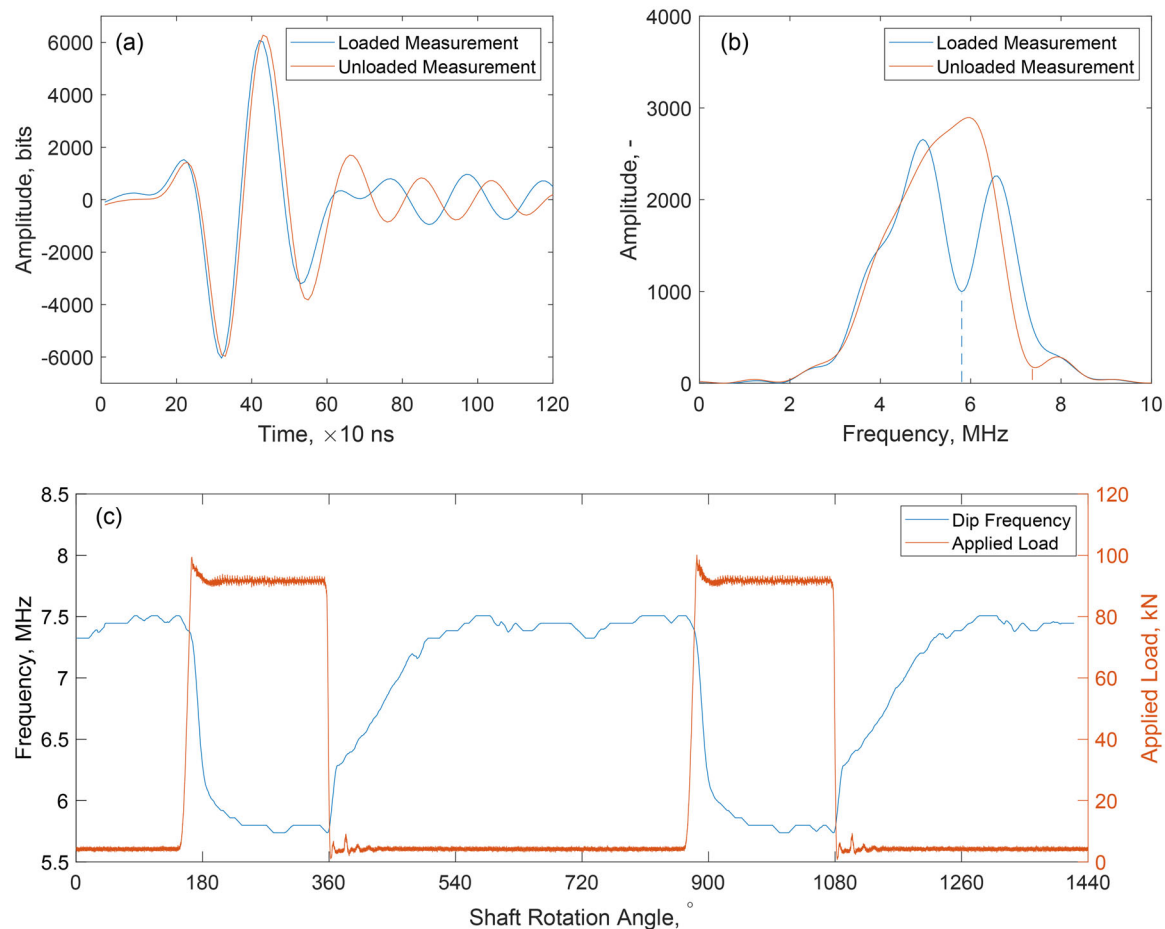 (a)
Loaded Measurement
Unloaded Measurement
6000
4000
2000
0
-2000
-4000
-6000
Amplitude, bits
0 20 40 60 80 100 120
Time, ×10 ns
(b)
Loaded Measurement
Unloaded Measurement
4000
3000
2000
1000
0
Amplitude, -
0 2 4 6 8 10
Frequency, MHz
(c)
Dip Frequency
Applied Load
8.5
8
7.5
7
6.5
6
5.5
Frequency, MHz
120
100
80
60
40
20
0
Applied Load, kN
0 180 360 540 720 900 1080 1260 1440
Shaft Rotation Angle, °